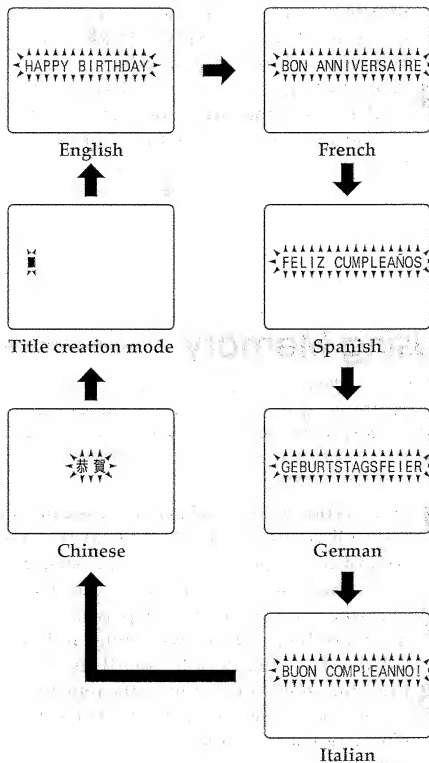 HAPPY BIRTHDAY
BON ANNIVERSAIRE
English
French
FELIZ CUMPLEAÑOS
Title creation mode
Spanish
恭賀
GEBURTSTAGSFEIER
Chinese
German
BUON COMPLEANNO!
Italian